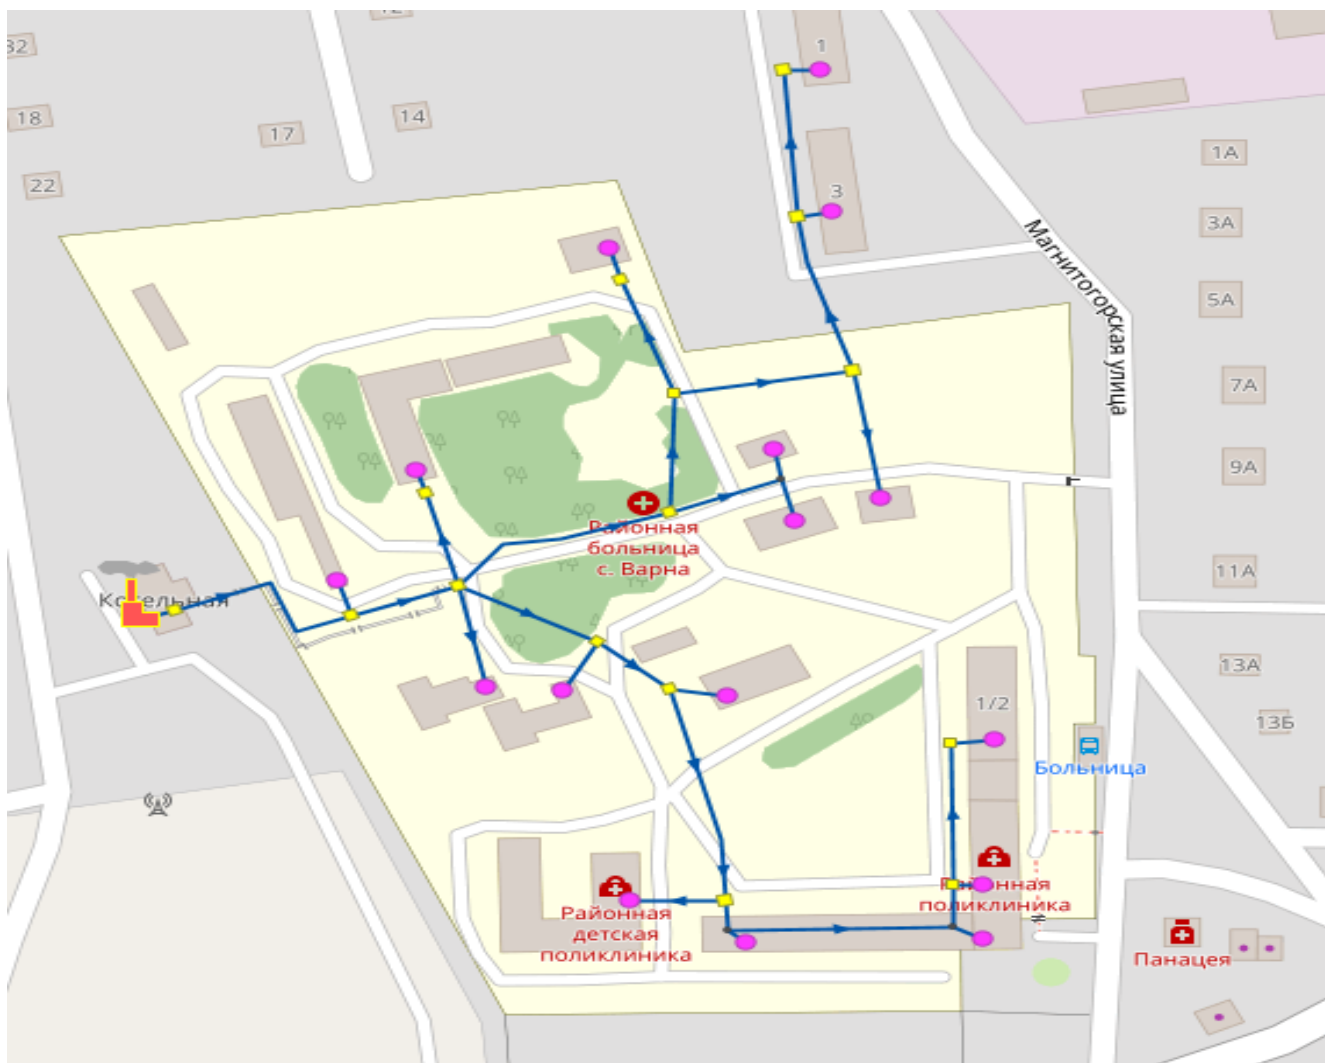 12
32
1
18
14
17
1А
22
3
3А
Магнитогорская улица
5А
7А
9А
Районная
больница
с. Варна
11А
Котельная
13А
1/2
13Б
Больница
Районная
поликлиника
Районная
детская
поликлиника
Панацея